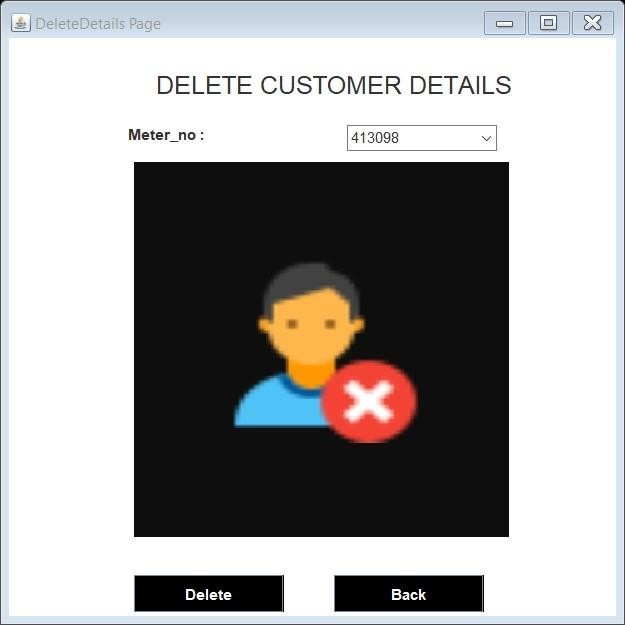 DeleteDetails Page
DELETE CUSTOMER DETAILS
Meter_no : 413098
Delete Back